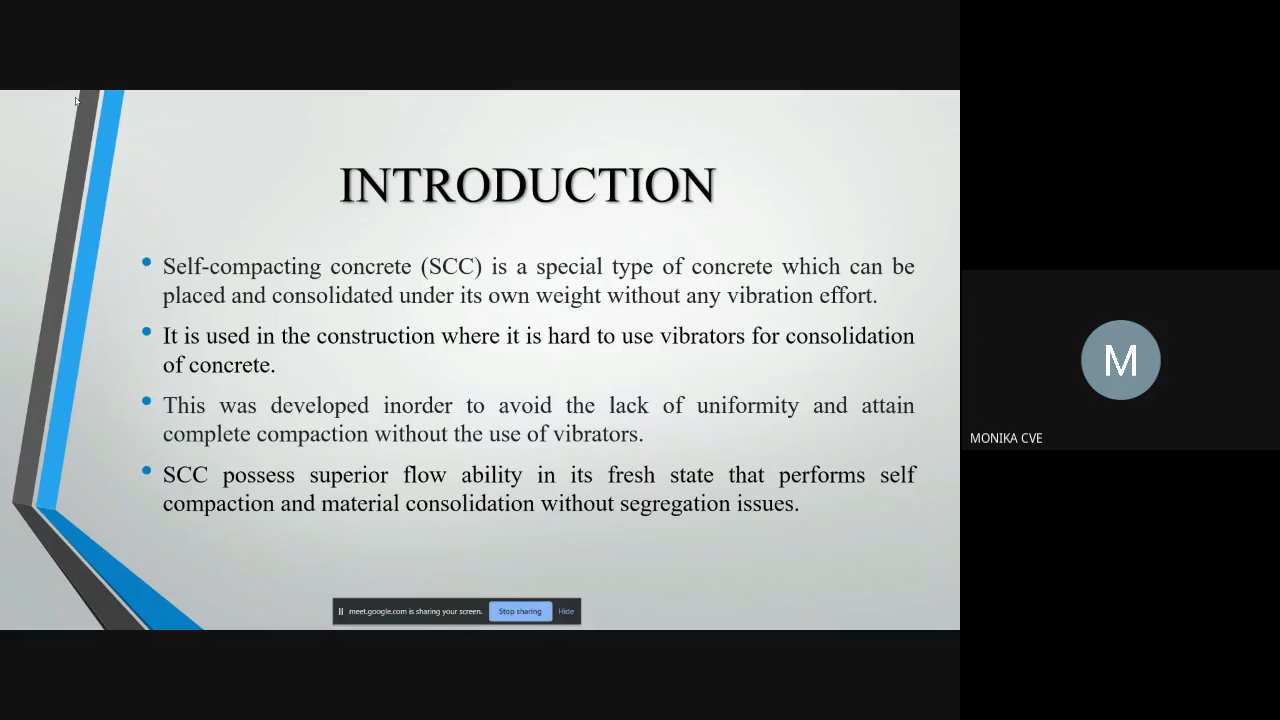 INTRODUCTION
Self-compacting concrete (SCC) is a special type of concrete which can be
placed and consolidated under its own weight without any vibration effort.
It is used in the construction where it is hard to use vibrators for consolidation
of concrete.
This was developed inorder to avoid the lack of uniformity and attain
complete compaction without the use of vibrators.
SCC possess superior flow ability in its fresh state that performs self
compaction and material consolidation without segregation issues.
meet.google.com is sharing your screen. Stop sharing Hide
M
MONIKA CVE